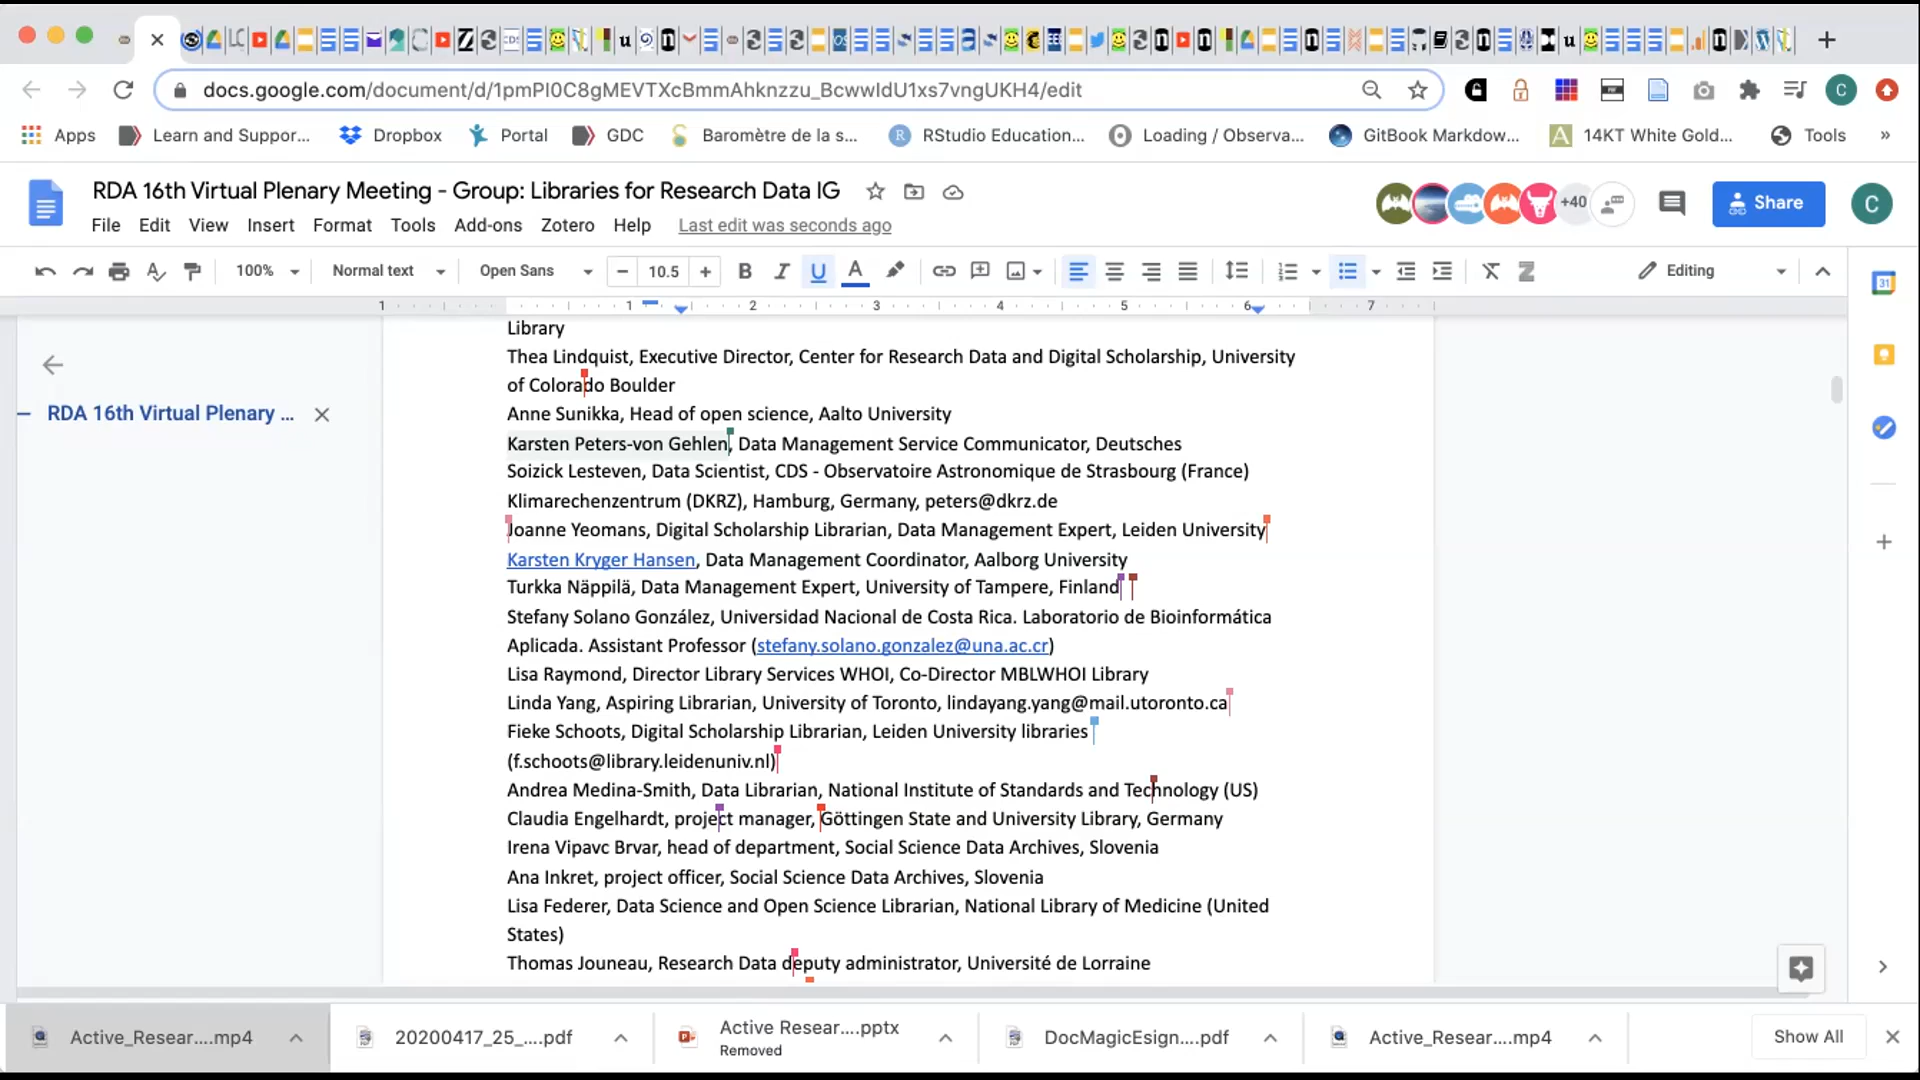 docs.google.com/document/d/1pmPI0C8gMEVTXcBmmAhknzzu_BcwwIdU1xs7vngUKH4/edit
C
Apps
Learn and Suppor...
Dropbox
Portal
GDC
Baromètre de la s...
RStudio Education...
Loading / Observa...
GitBook Markdow...
14KT White Gold...
Tools
»
RDA 16th Virtual Plenary Meeting - Group: Libraries for Research Data IG
+40
Share
C
File Edit View Insert Format Tools Add-ons Zotero Help Last edit was seconds ago
100% Normal text Open Sans 10.5 B I U A Editing
1 1 2 3 4 5 6 7
31
RDA 16th Virtual Plenary ...
Library
Thea Lindquist, Executive Director, Center for Research Data and Digital Scholarship, University
of Colorado Boulder
Anne Sunikka, Head of open science, Aalto University
Karsten Peters-von Gehlen, Data Management Service Communicator, Deutsches
Soizick Lesteven, Data Scientist, CDS - Observatoire Astronomique de Strasbourg (France)
Klimarechenzentrum (DKRZ), Hamburg, Germany, peters@dkrz.de
Joanne Yeomans, Digital Scholarship Librarian, Data Management Expert, Leiden University
Karsten Kryger Hansen, Data Management Coordinator, Aalborg University
Turkka Näppilä, Data Management Expert, University of Tampere, Finland
Stefany Solano González, Universidad Nacional de Costa Rica. Laboratorio de Bioinformática
Aplicada. Assistant Professor (stefany.solano.gonzalez@una.ac.cr)
Lisa Raymond, Director Library Services WHOI, Co-Director MBLWHOI Library
Linda Yang, Aspiring Librarian, University of Toronto, lindayang.yang@mail.utoronto.ca
Fieke Schoots, Digital Scholarship Librarian, Leiden University libraries
(f.schoots@library.leidenuniv.nl)
Andrea Medina-Smith, Data Librarian, National Institute of Standards and Technology (US)
Claudia Engelhardt, project manager, Göttingen State and University Library, Germany
Irena Vipavc Brvar, head of department, Social Science Data Archives, Slovenia
Ana Inkret, project officer, Social Science Data Archives, Slovenia
Lisa Federer, Data Science and Open Science Librarian, National Library of Medicine (United
States)
Thomas Jouneau, Research Data deputy administrator, Université de Lorraine
Active_Resear....mp4
20200417_25_....pdf
Active Resear....pptx
Removed
DocMagicEsign....pdf
Active_Resear....mp4
Show All